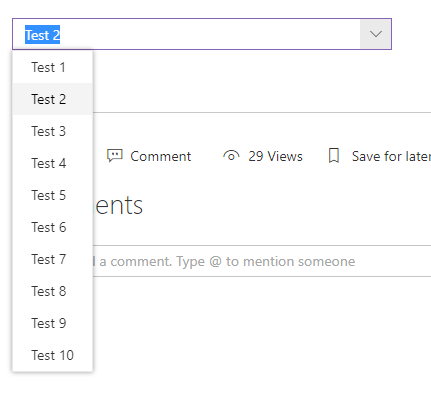 Test 2
Test 1
Test 2
Test 3
Test 4
Comment
29 Views
Save for later
Test 5
Test 6
ents
Test 7
a comment. Type @ to mention someone
Test 8
Test 9
Test 10